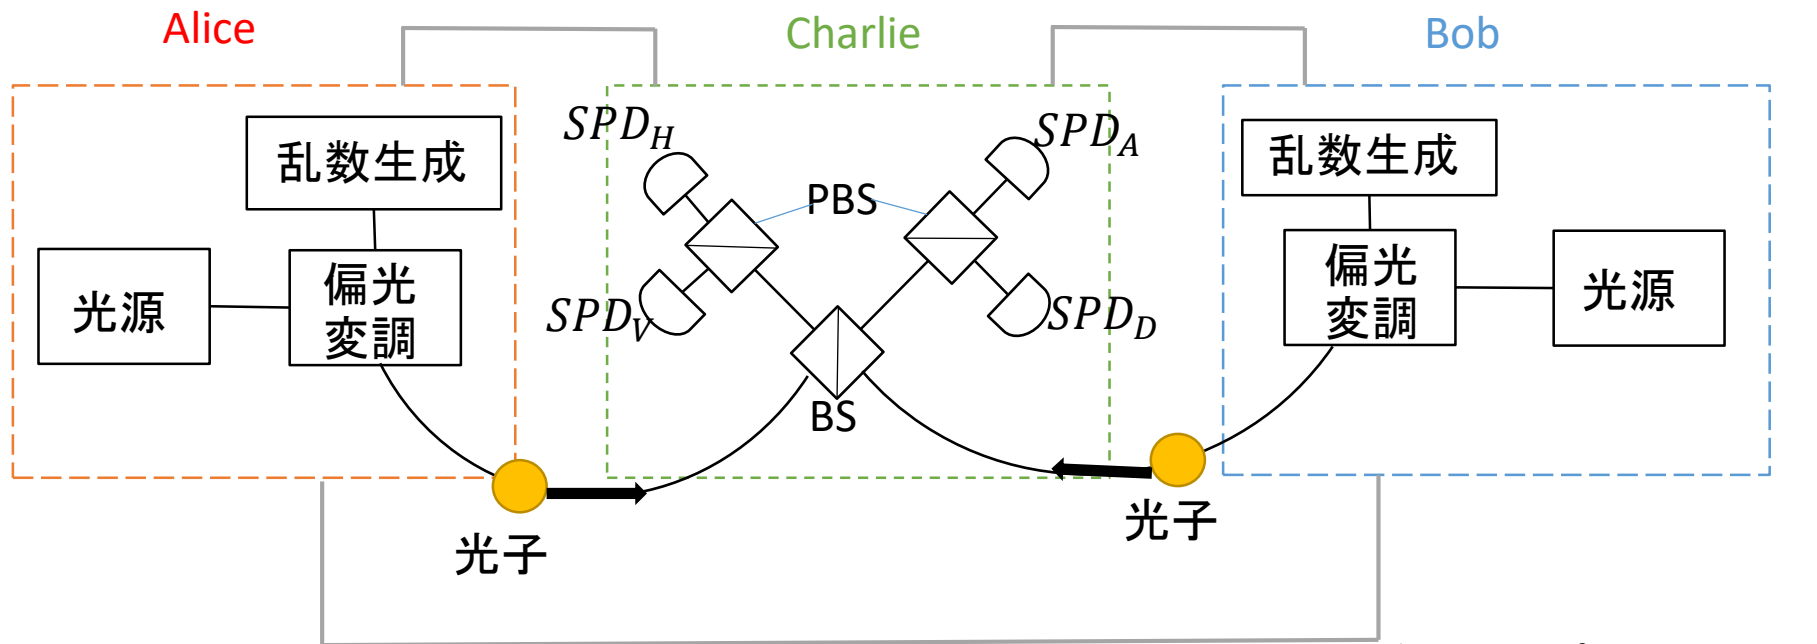 Alice
Charlie
Bob
乱数生成
光源
偏光
変調
光子
SPD_H
SPD_V
PBS
SPD_A
SPD_D
BS
乱数生成
偏光
変調
光源
光子